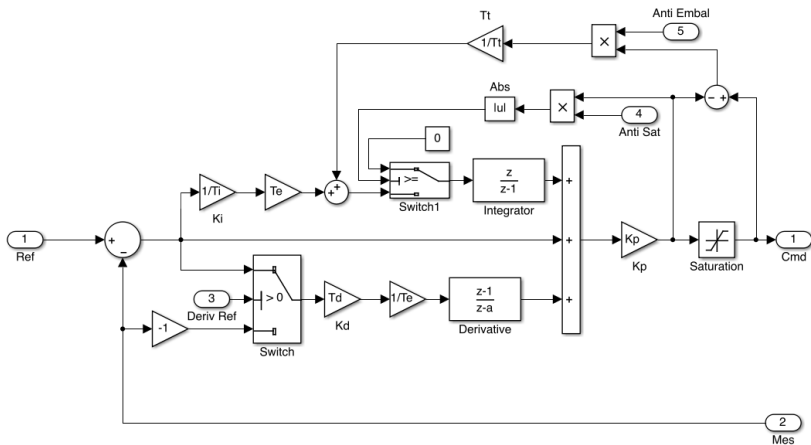 Anti Embal
5
Tt
1/Tt
×
- +
Abs
|u|
×
4
Anti Sat
0
>=
Switch1
z
z-1
Integrator
1/Ti
Ki
Te
+
+
+
+
+
1
Ref
+
−
Kp
Kp
Saturation
1
Cmd
3
Deriv Ref
> 0
Switch
Td
Kd
1/Te
z-1
z-a
Derivative
-1
2
Mes